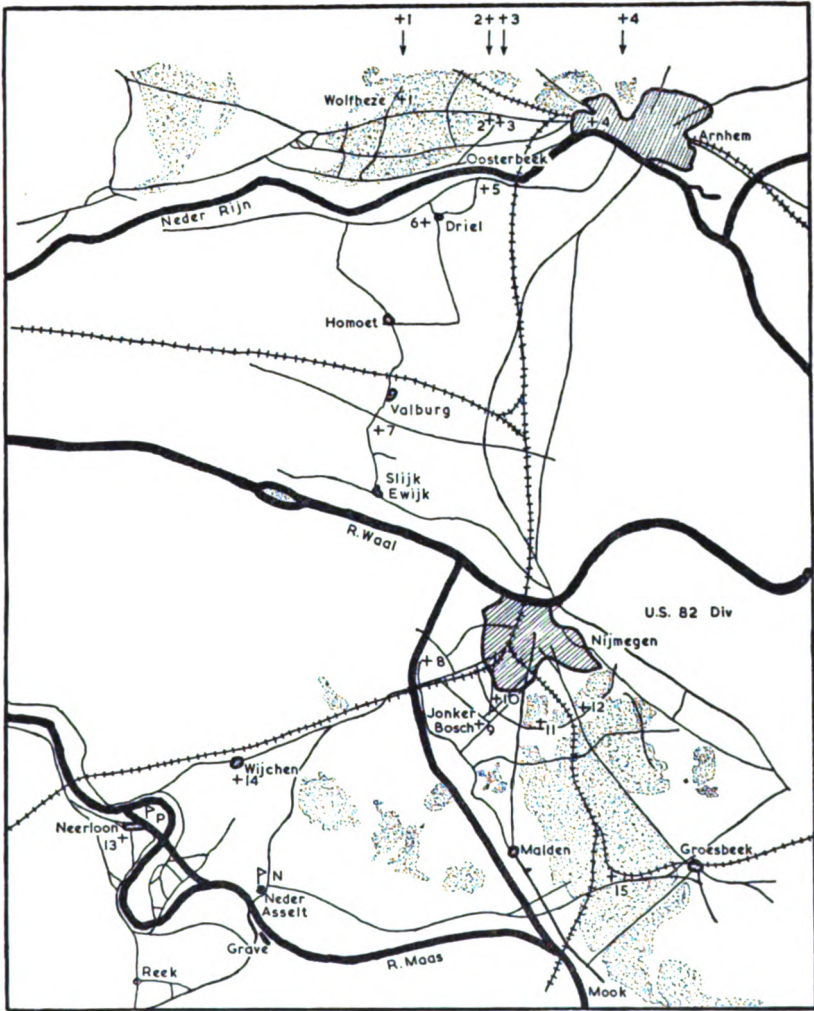 +1 2+ +3 +4
Wolfheze
+1
2+ +3
+4
Arnhem
Oosterbeek
+5
Neder Rijn
6+ Driel
Homoet
Valburg
+7
Slijk
Ewijk
R. Waal
U.S. 82 Div
Nijmegen
+8
+10
Jonker
Bosch +9
+11
+12
Wijchen
+14
P
Neerloon
13+
Malden
Groesbeek
N
+15
Neder
Asselt
Grave
R. Maas
Reek
Mook